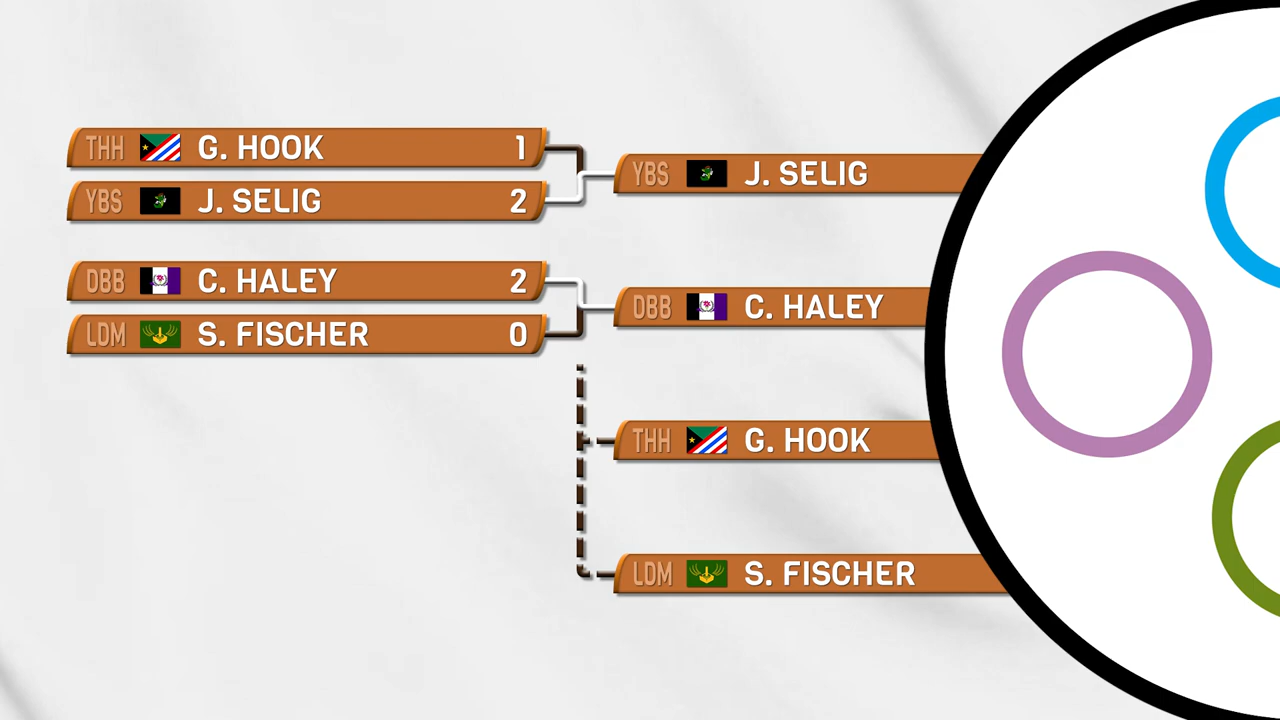 THH G. HOOK 1
YBS J. SELIG 2
DBB C. HALEY 2
LDM S. FISCHER 0
YBS J. SELIG
DBB C. HALEY
THH G. HOOK
LDM S. FISCHER